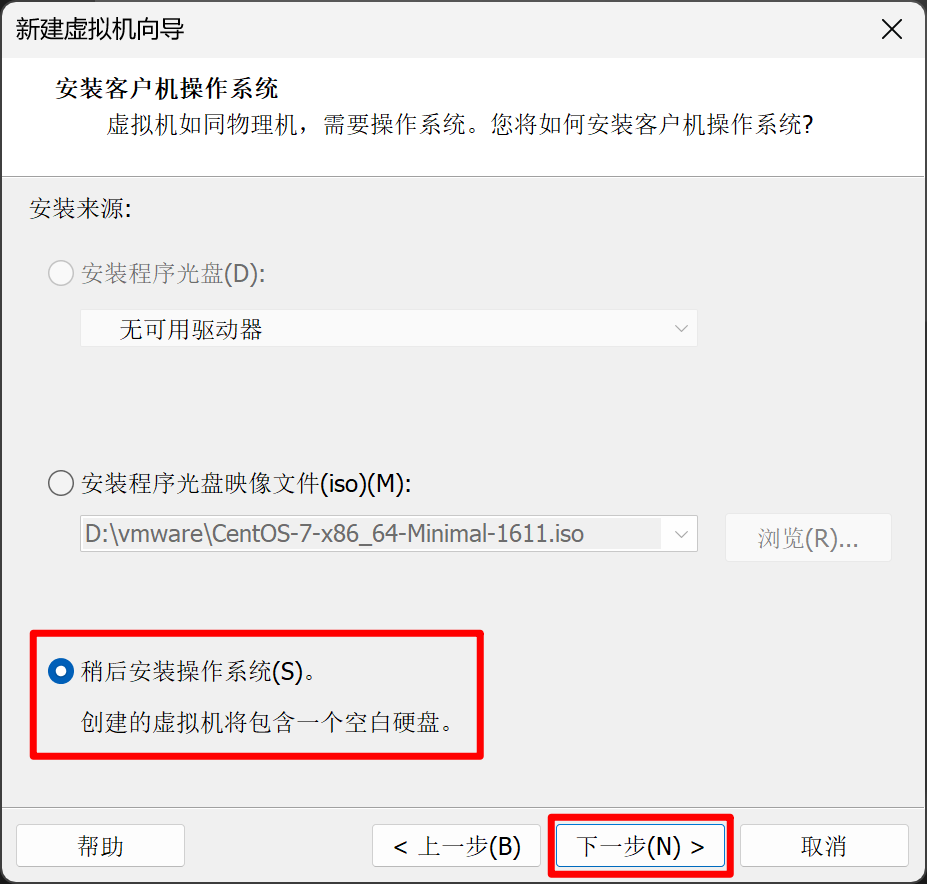 新建虚拟机向导
安装客户机操作系统
虚拟机如同物理机，需要操作系统。您将如何安装客户机操作系统?
安装来源:
安装程序光盘(D):
无可用驱动器
安装程序光盘映像文件(iso)(M):
D:\vmware\CentOS-7-x86_64-Minimal-1611.iso
浏览(R)...
稍后安装操作系统(S)。
创建的虚拟机将包含一个空白硬盘。
帮助
< 上一步(B)
下一步(N) >
取消